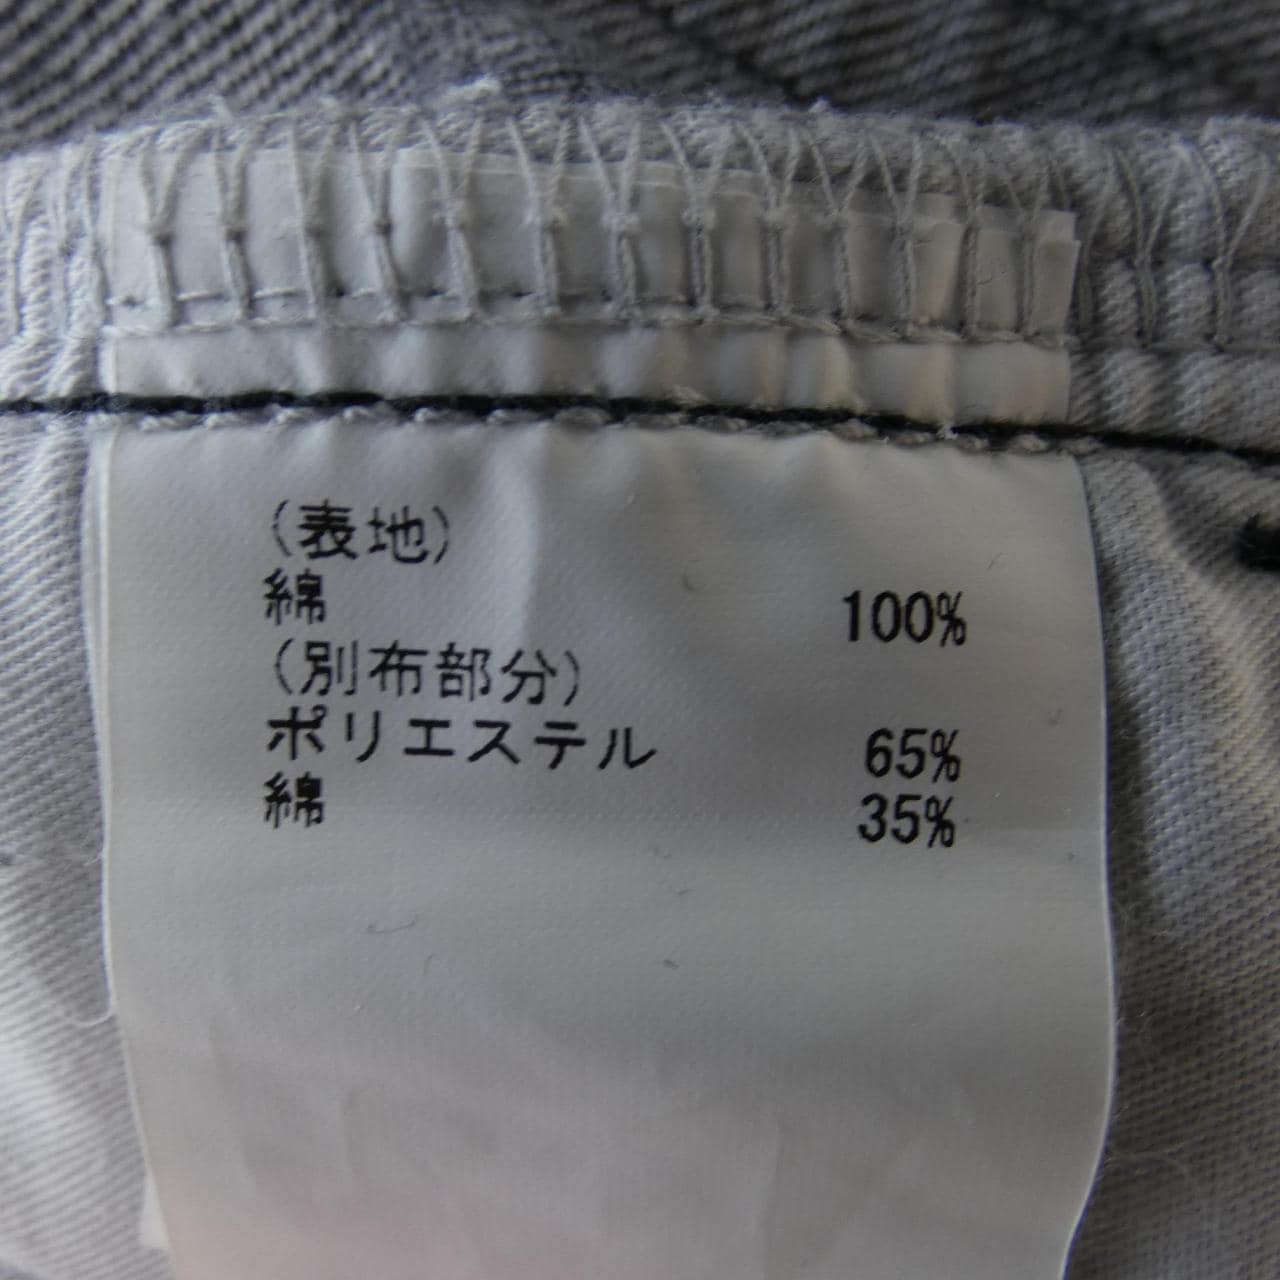 (表地)
綿 100%
(別布部分)
ポリエステル 65%
綿 35%